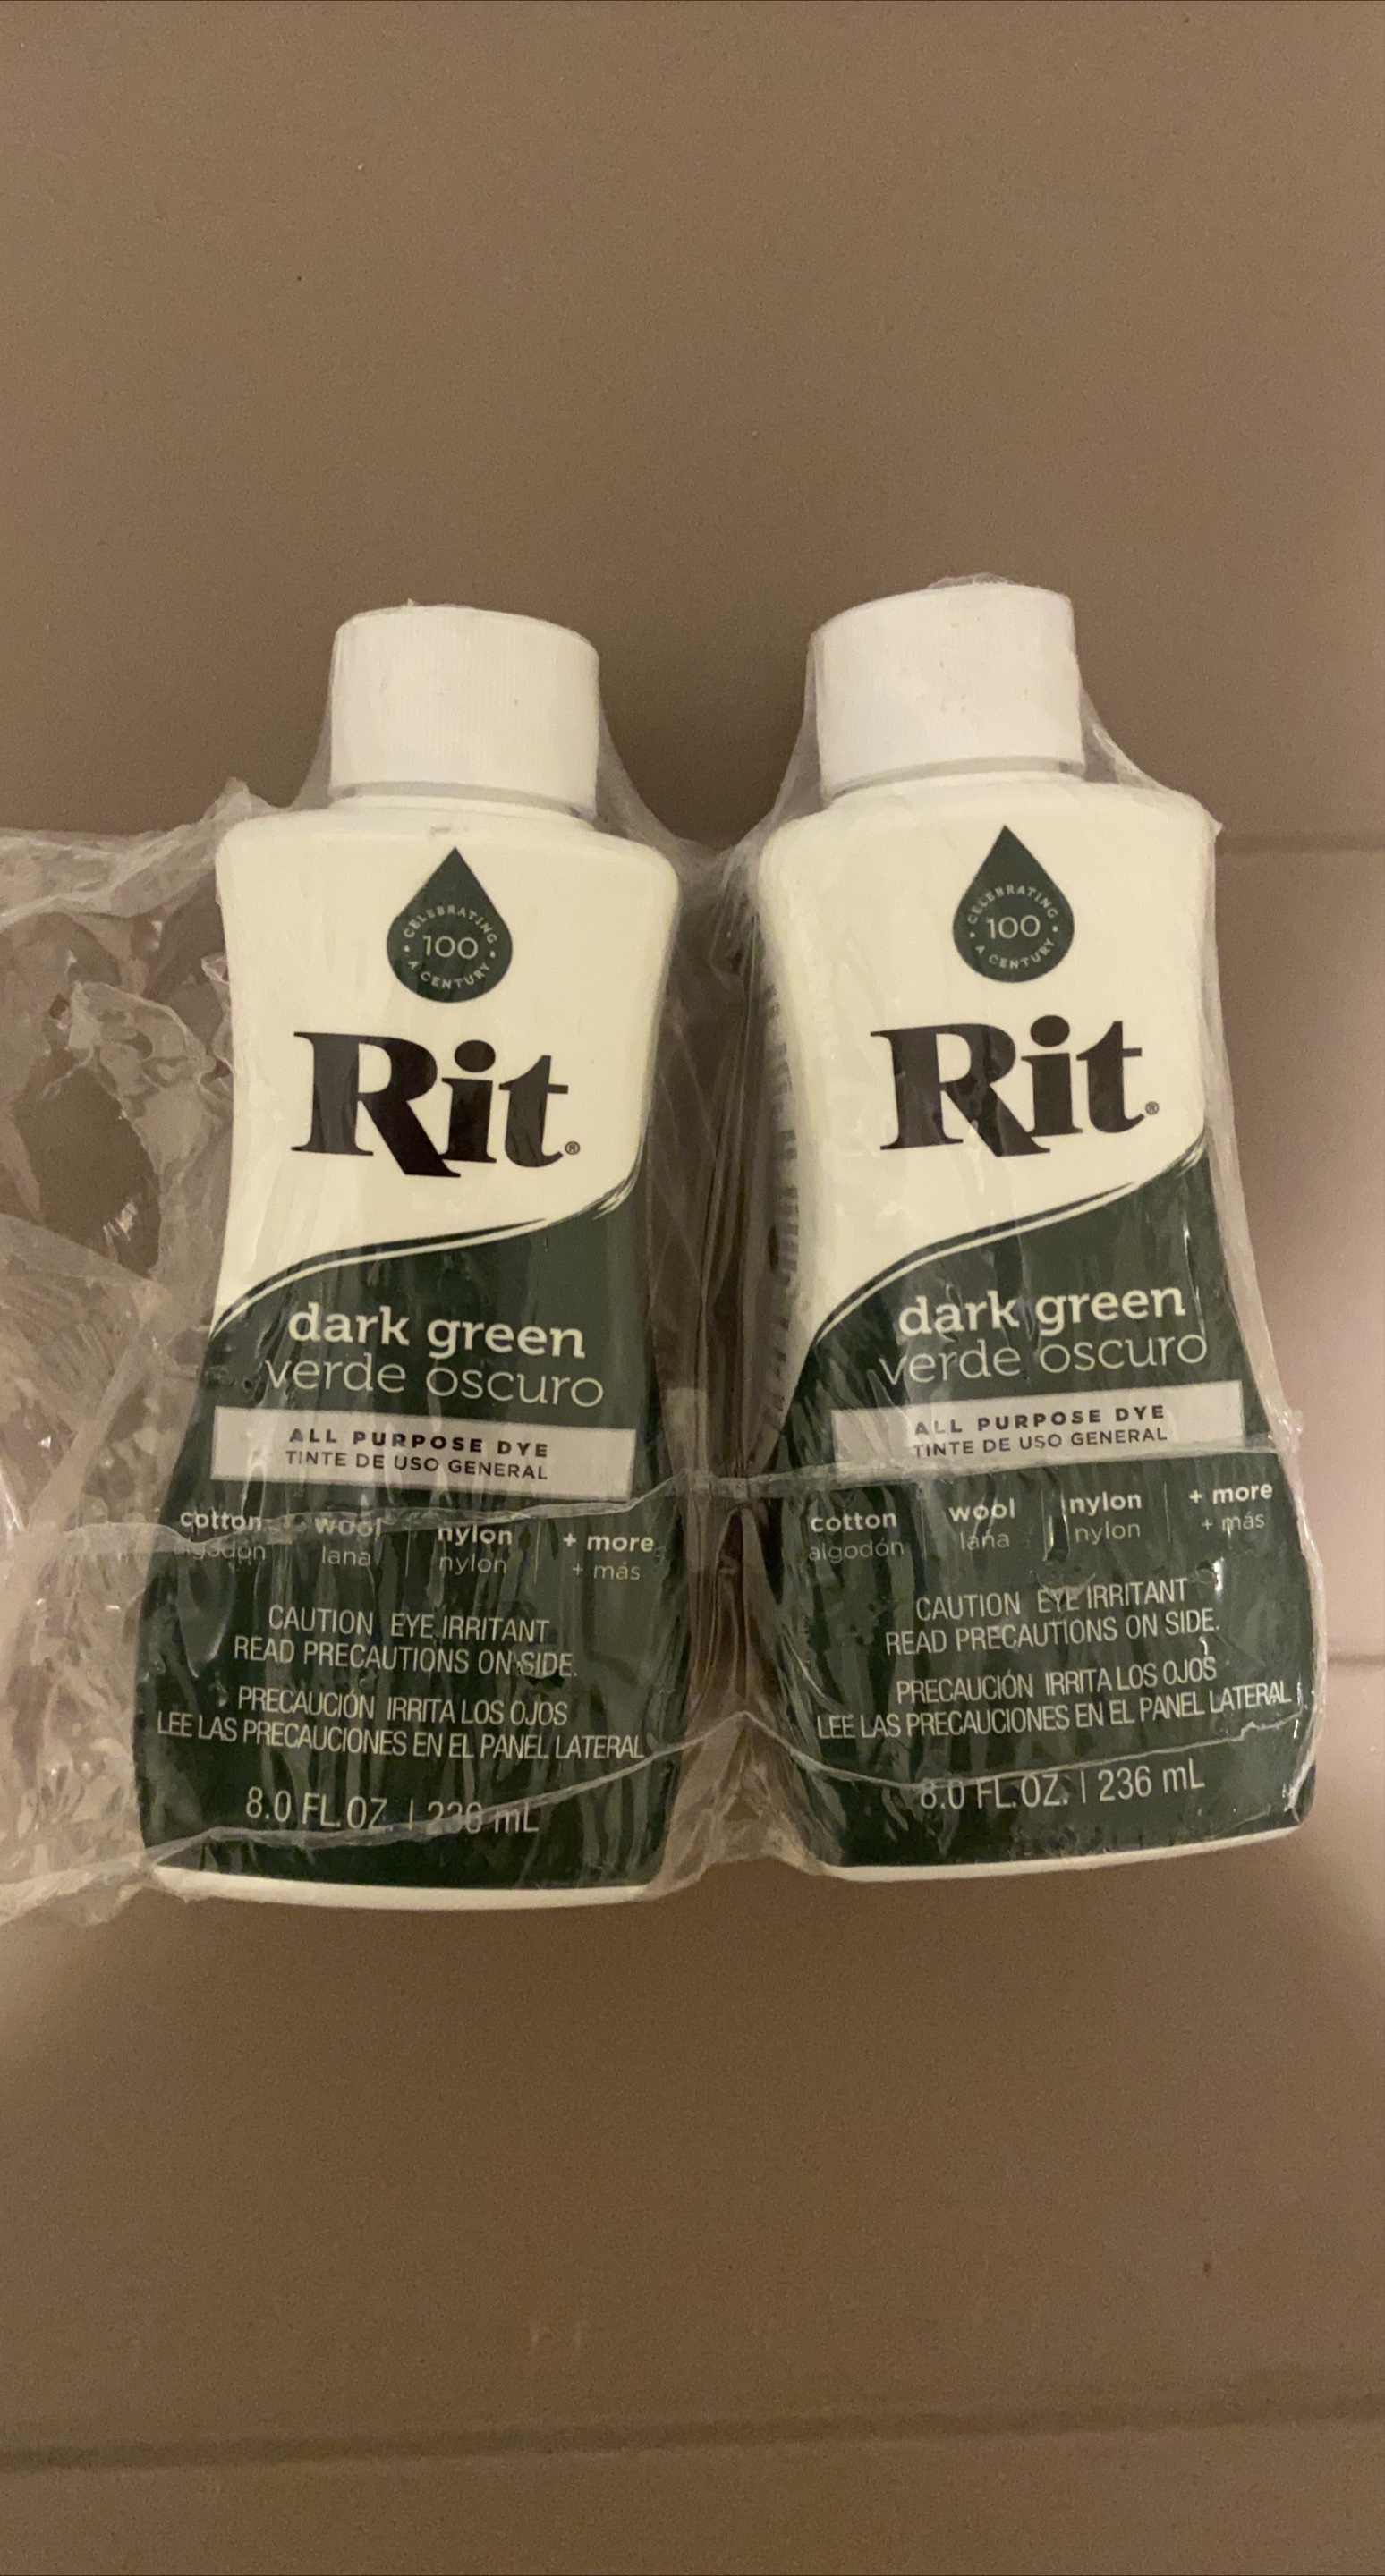 CELEBRATING
100
A CENTURY
Rit®
dark green
verde oscuro
ALL PURPOSE DYE
TINTE DE USO GENERAL
cotton wool nylon + more
algodón lana nylon + más
CAUTION EYE IRRITANT
READ PRECAUTIONS ON SIDE.
PRECAUCIÓN IRRITA LOS OJOS
LEE LAS PRECAUCIONES EN EL PANEL LATERAL
8.0 FL.OZ. | 236 mL
CELEBRATING
100
A CENTURY
Rit®
dark green
verde oscuro
ALL PURPOSE DYE
TINTE DE USO GENERAL
cotton wool nylon + more
algodón lana nylon + más
CAUTION EYE IRRITANT
READ PRECAUTIONS ON SIDE.
PRECAUCIÓN IRRITA LOS OJOS
LEE LAS PRECAUCIONES EN EL PANEL LATERAL
8.0 FL.OZ. | 236 mL